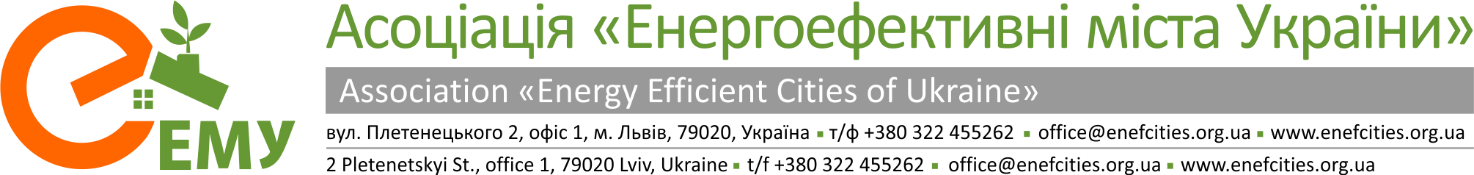 Асоціація «Енергоефективні міста України»
Association «Energy Efficient Cities of Ukraine»
вул. Плетенецького 2, офіс 1, м. Львів, 79020, Україна ▪ т/ф +380 322 455262 ▪ office@enefcities.org.ua ▪ www.enefcities.org.ua
2 Pletenetskyi St., office 1, 79020 Lviv, Ukraine ▪ t/f +380 322 455262 ▪ office@enefcities.org.ua ▪ www.enefcities.org.ua
ЕМУ